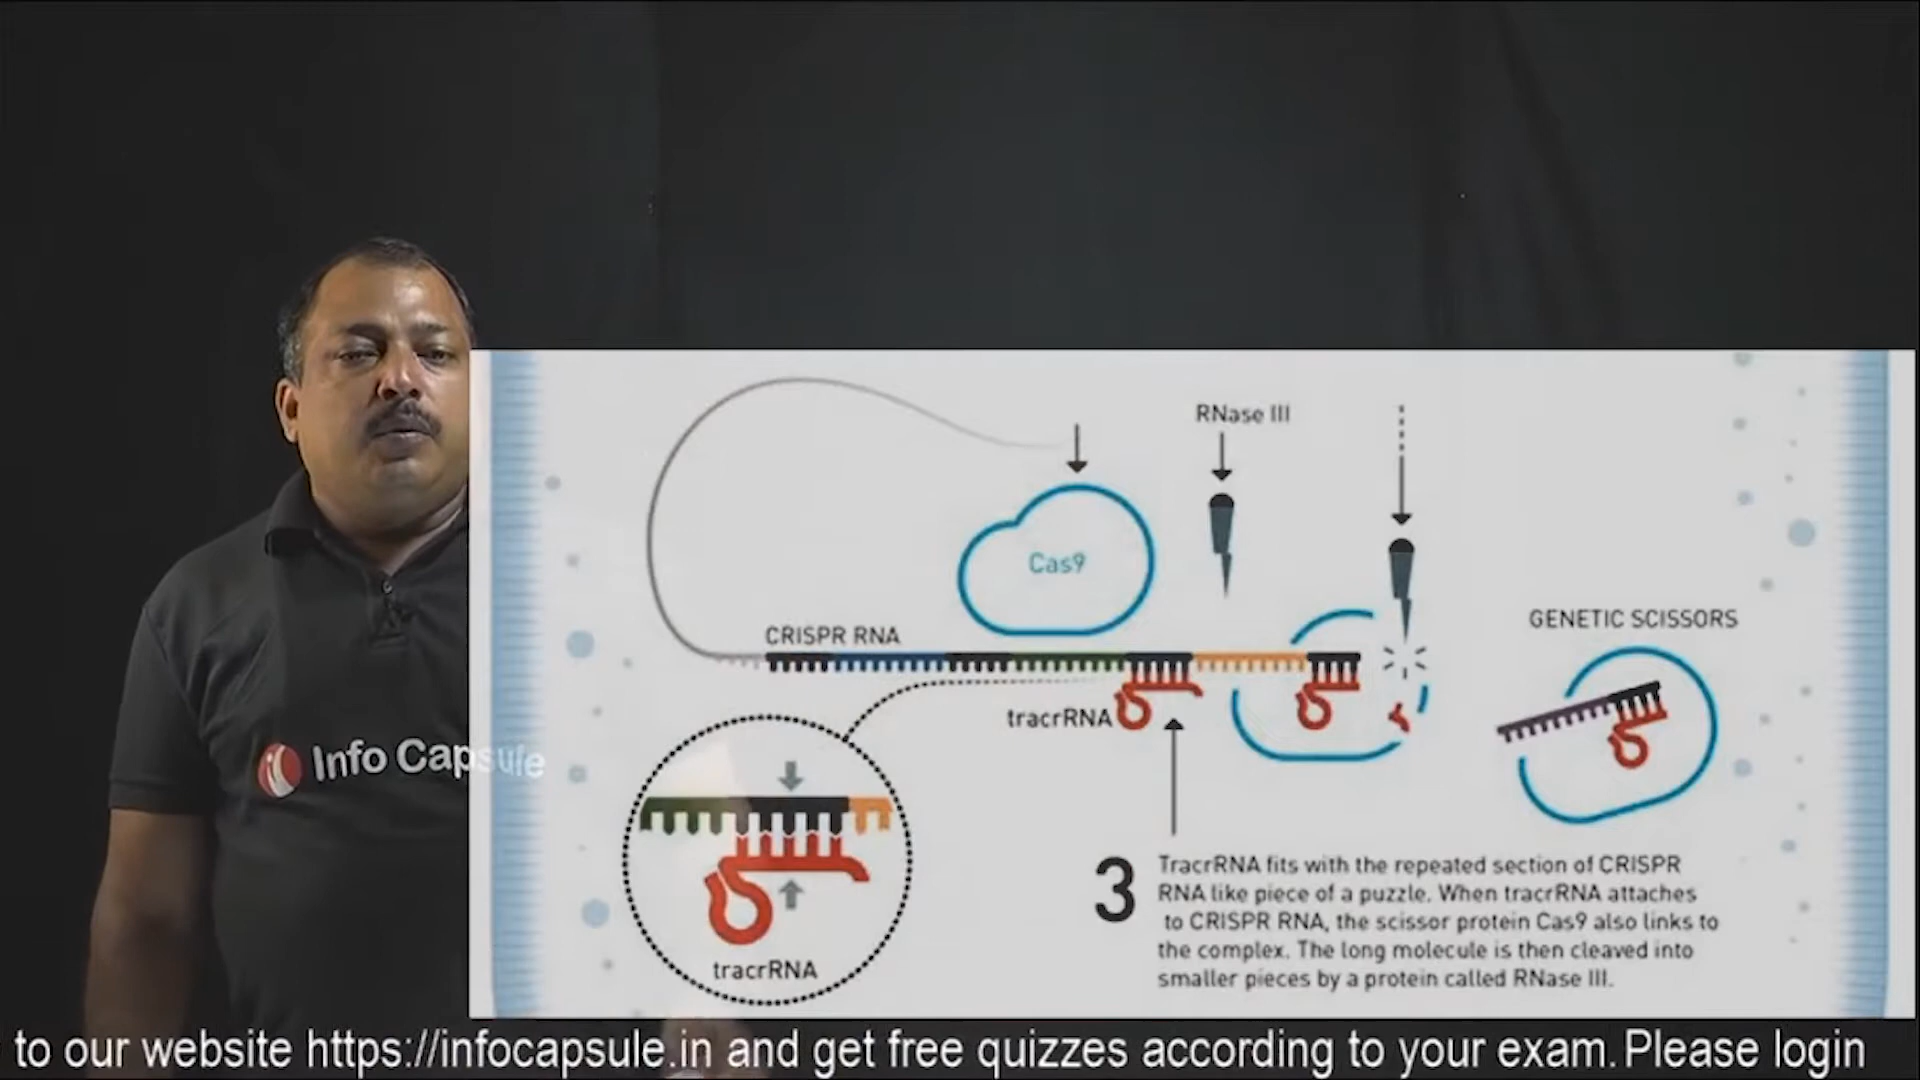 RNase III
Cas9
CRISPR RNA
GENETIC SCISSORS
tracrRNA
Info Capsule
tracrRNA
3
TracrRNA fits with the repeated section of CRISPR
RNA like piece of a puzzle. When tracrRNA attaches
to CRISPR RNA, the scissor protein Cas9 also links to
the complex. The long molecule is then cleaved into
smaller pieces by a protein called RNase III.
to our website https://infocapsule.in and get free quizzes according to your exam. Please login